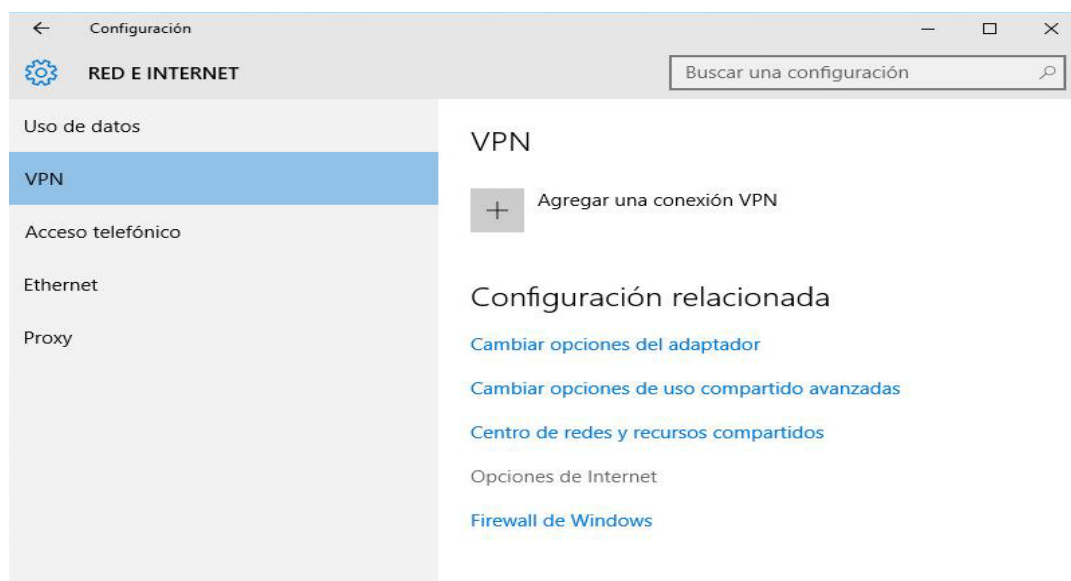 Configuración
RED E INTERNET
Buscar una configuración
Uso de datos
VPN
Acceso telefónico
Ethernet
Proxy
VPN
Agregar una conexión VPN
Configuración relacionada
Cambiar opciones del adaptador
Cambiar opciones de uso compartido avanzadas
Centro de redes y recursos compartidos
Opciones de Internet
Firewall de Windows